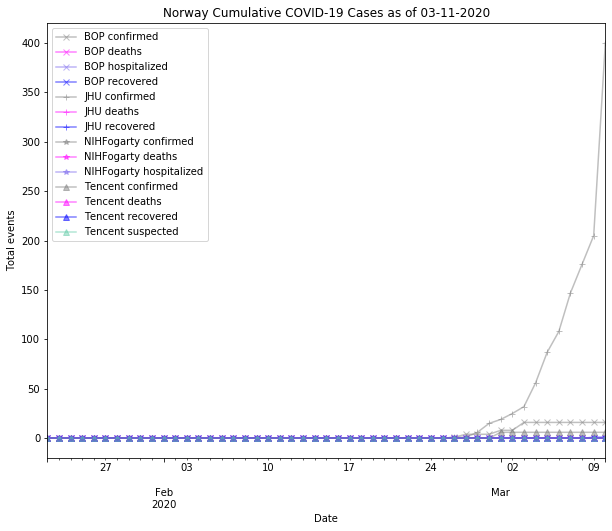 Norway Cumulative COVID-19 Cases as of 03-11-2020
400
350
300
250
200
150
100
50
0
Total events
BOP confirmed
BOP deaths
BOP hospitalized
BOP recovered
JHU confirmed
JHU deaths
JHU recovered
NIHFogarty confirmed
NIHFogarty deaths
NIHFogarty hospitalized
Tencent confirmed
Tencent deaths
Tencent recovered
Tencent suspected
27 03 10 17 24 02 09
Feb Mar
2020
Date